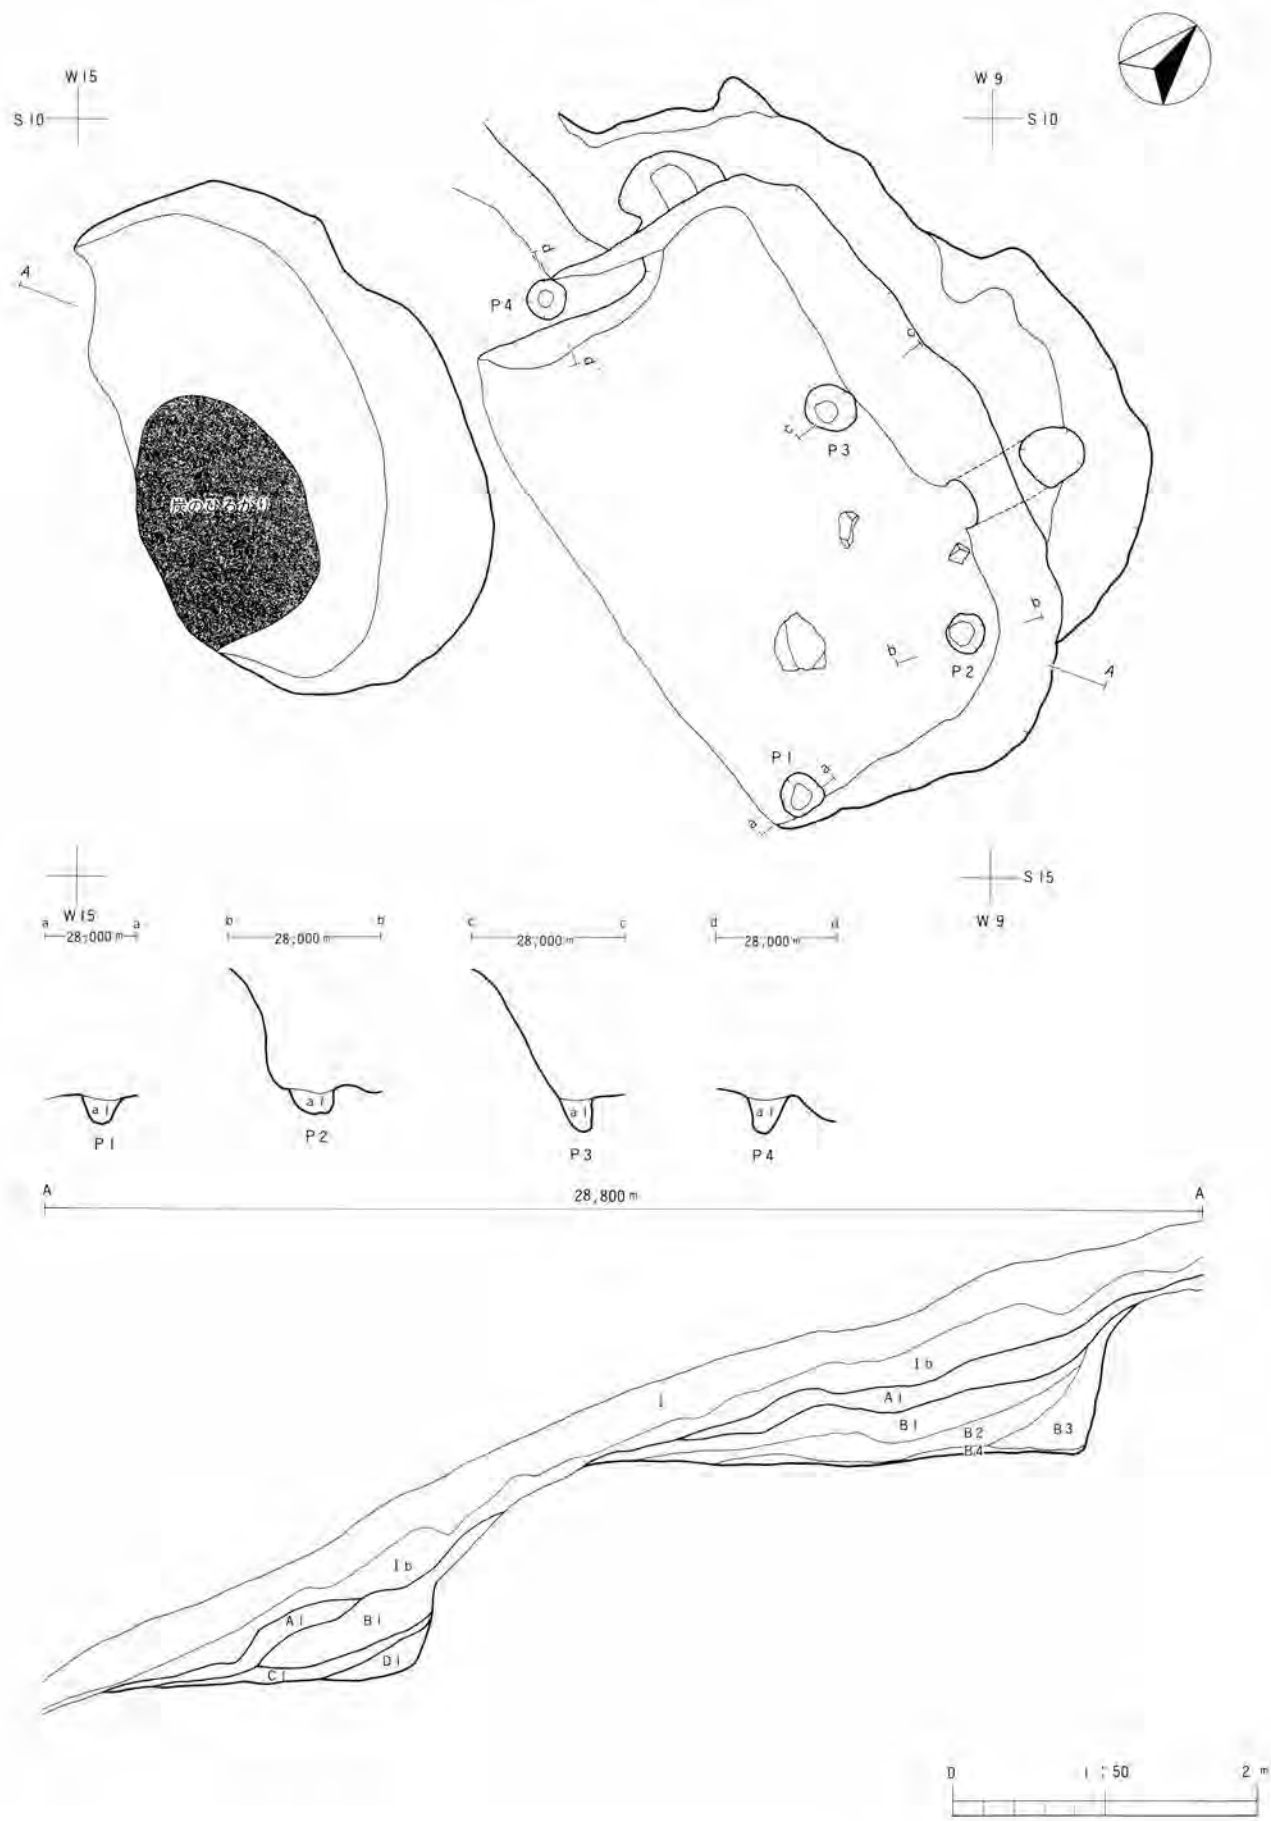 W15
S10
W9
S10
A
P4
d
d
c
c
P3
炭のひろがり
b
b
P2
A
P1
a
a
S15
W15
W9
a a
28,000m
b b
28,000m
c c
28,000m
d d
28,000m
a1
P1
a1
P2
a1
P3
a1
P4
A A
28,800m
I
Ib
A1
B1
B2
B3
B4
Ib
A1
B1
C1
D1
0 1:50 2m